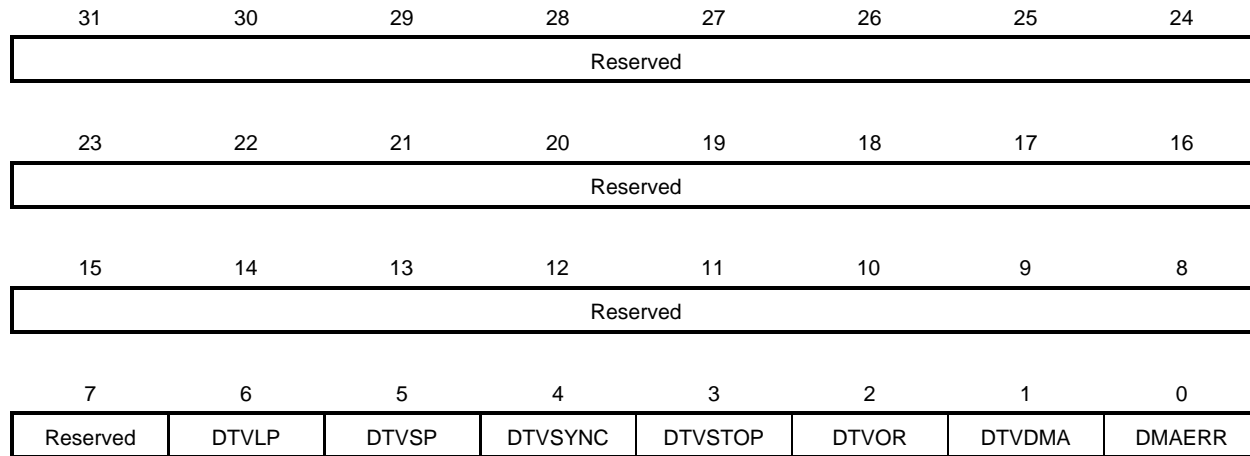 31 30 29 28 27 26 25 24
Reserved
23 22 21 20 19 18 17 16
Reserved
15 14 13 12 11 10 9 8
Reserved
7 6 5 4 3 2 1 0
Reserved DTVLP DTVSP DTVSYNC DTVSTOP DTVOR DTVDMA DMAERR